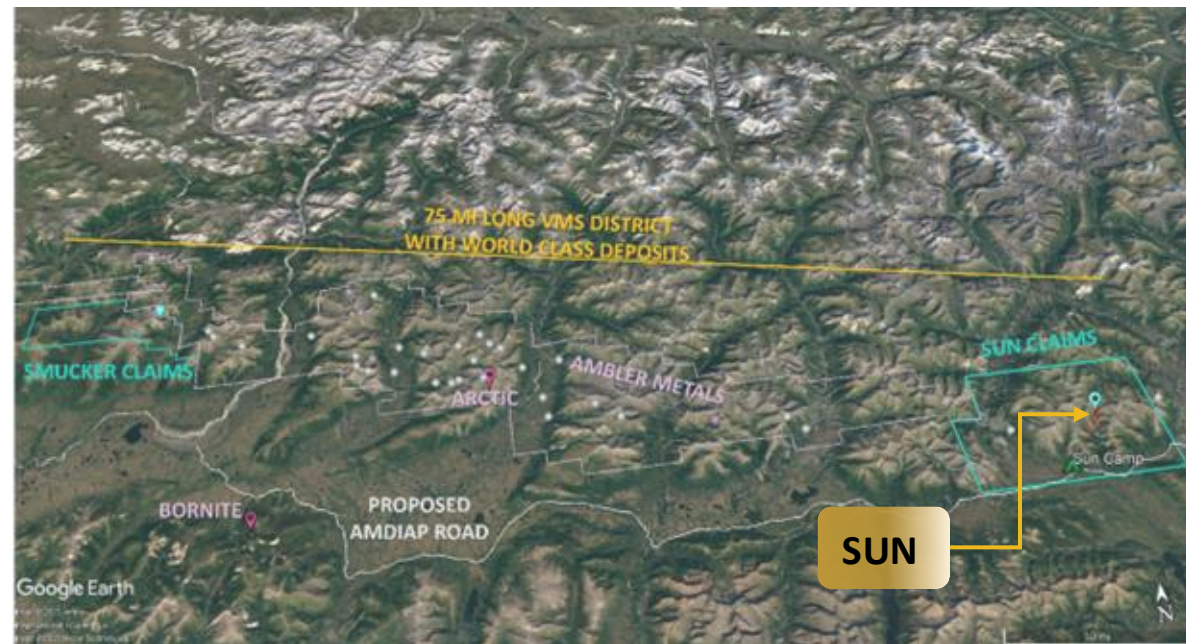 75 MI LONG VMS DISTRICT
WITH WORLD CLASS DEPOSITS
SUN CLAIMS
SMUCKER CLAIMS
AMBLER METALS
ARCTIC
Sun Camp
BORNITE
PROPOSED
AMDIAP ROAD
SUN
Google Earth
N